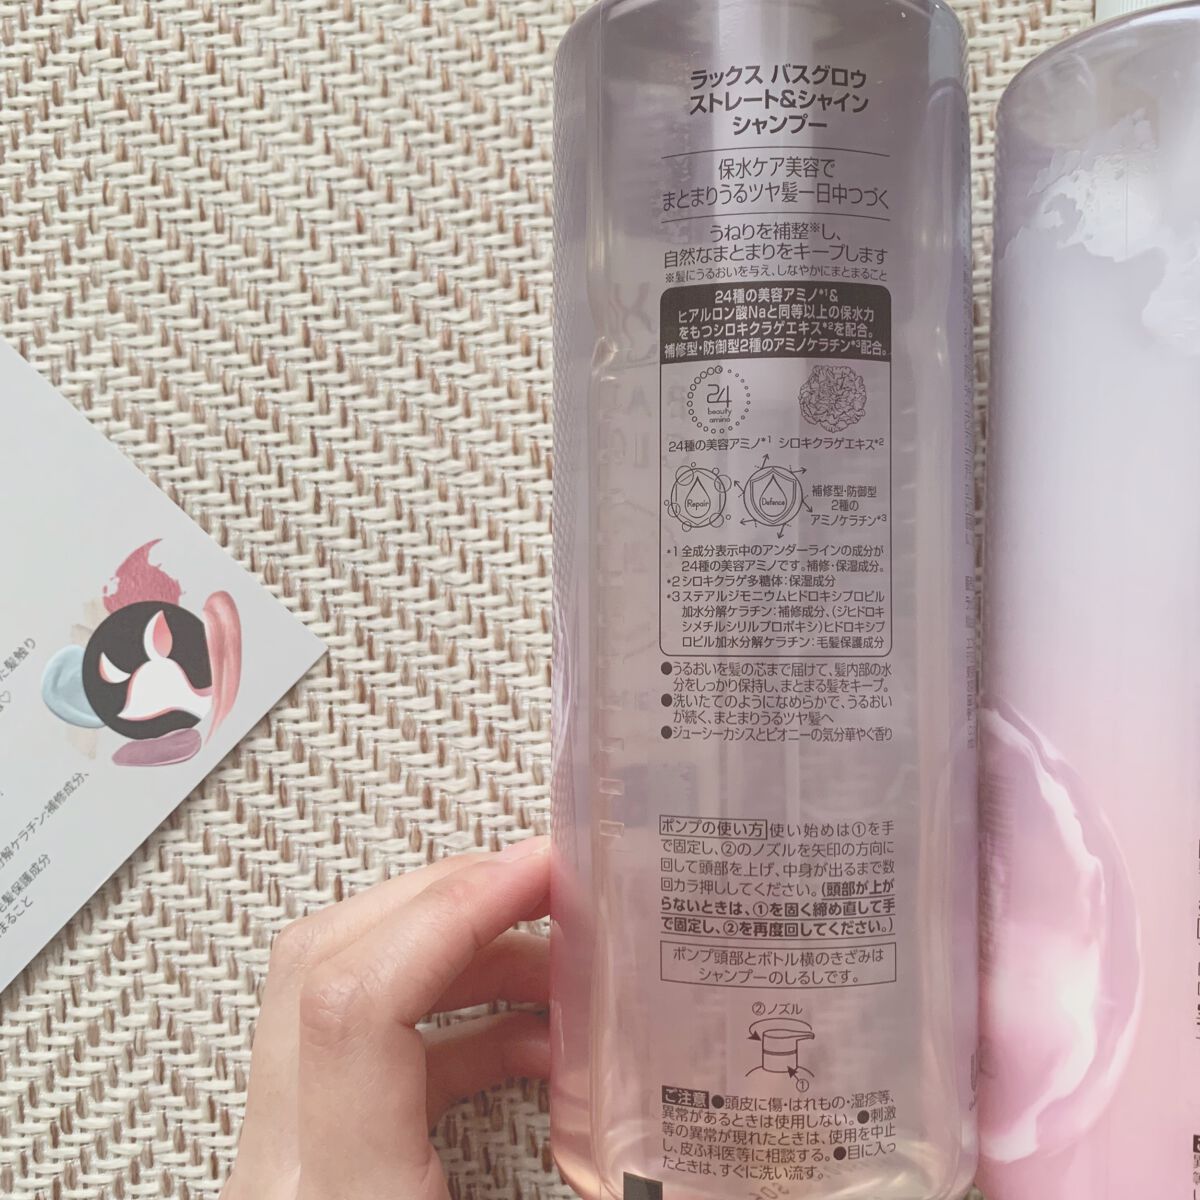 ラックス バスグロウ
ストレート&シャイン
シャンプー
保水ケア美容で
まとまりうるツヤ髪一日中つづく
うねりを補整※し、
自然なまとまりをキープします
※髪にうるおいを与え、しなやかにまとまること
24種の美容アミノ*1&
ヒアルロン酸Naと同等以上の保水力
をもつシロキクラゲエキス*2を配合。
補修型・防御型2種のアミノケラチン*3配合。
24
beauty
amino
24種の美容アミノ*1 シロキクラゲエキス*2
Repair
Defence
補修型・防御型
2種の
アミノケラチン*3
*1 全成分表示中のアンダーラインの成分が
24種の美容アミノです。補修・保湿成分。
*2 シロキクラゲ多糖体:保湿成分
*3 ステアルジモニウムヒドロキシプロピル
加水分解ケラチン:補修成分、(ジヒドロキ
シメチルシリルプロポキシ)ヒドロキシプ
ロピル加水分解ケラチン:毛髪保護成分
●うるおいを髪の芯まで届けて、髪内部の水
分をしっかり保持し、まとまる髪をキープ。
●洗いたてのようになめらかで、うるおい
が続く、まとまりうるツヤ髪へ
●ジューシーカシスとピオニーの気分華やぐ香り
ポンプの使い方 使い始めは①を手
で固定し、②のノズルを矢印の方向に
回して頭部を上げ、中身が出るまで数
回カラ押ししてください。(頭部が上が
らないときは、①を固く締め直して手
で固定し、②を再度回してください。)
ポンプ頭部とボトル横のきざみは
シャンプーのしるしです。
②ノズル
①
ご注意 ●頭皮に傷・はれもの・湿疹等、
異常があるときは使用しない。●刺激
等の異常が現れたときは、使用を中止
し、皮ふ科医等に相談する。●目に入っ
たときは、すぐに洗い流す。
に髪触り
解ケラチン:補修成分、
毛髪保護成分
まること